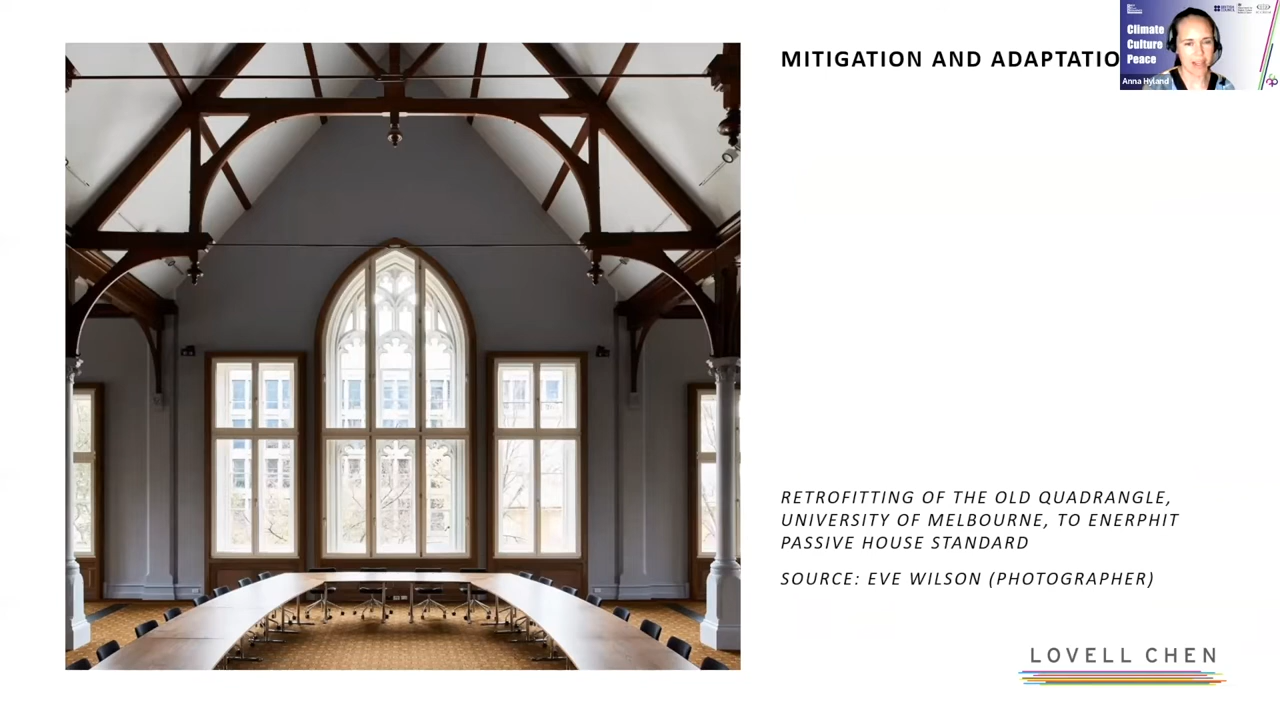 MITIGATION AND ADAPTATIO
Climate
Culture
Peace
Anna Hyland
RETROFITTING OF THE OLD QUADRANGLE,
UNIVERSITY OF MELBOURNE, TO ENERPHIT
PASSIVE HOUSE STANDARD
SOURCE: EVE WILSON (PHOTOGRAPHER)
LOVELL CHEN